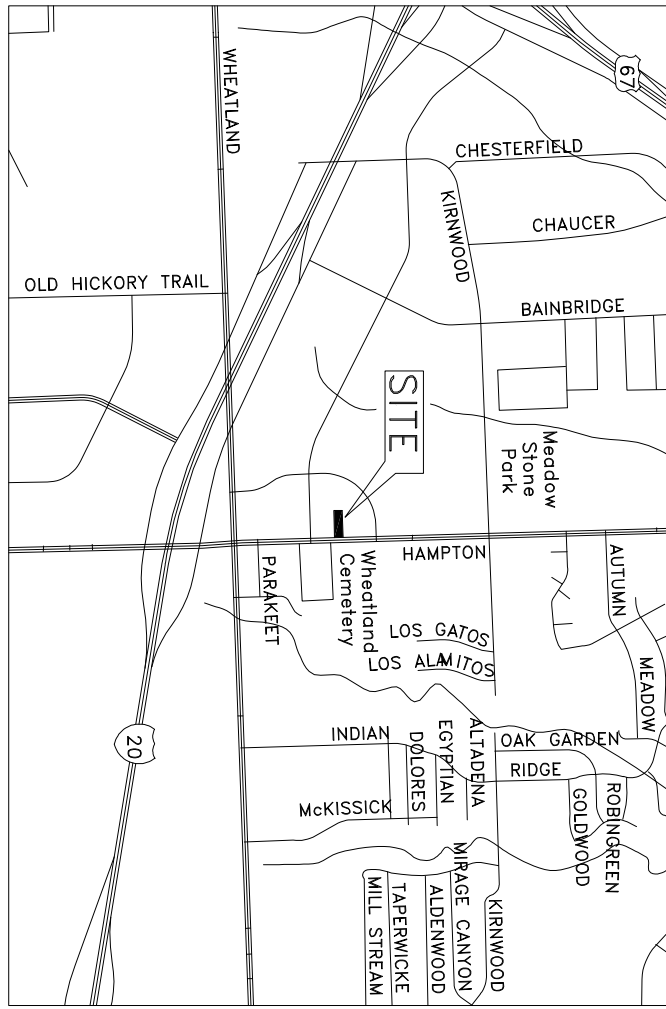 67
WHEATLAND
CHESTERFIELD
KIRNWOOD
CHAUCER
OLD HICKORY TRAIL
BAINBRIDGE
SITE
Meadow
Stone
Park
HAMPTON
Wheatland
Cemetery
PARAKEET
AUTUMN
LOS GATOS
LOS ALAMITOS
MEADOW
20
INDIAN
DOLORES
EGYPTIAN
ALTADENA
OAK GARDEN
RIDGE
McKISSICK
GOLDWOOD
ROBINGREEN
MILL STREAM
TAPERWICKE
ALDENWOOD
MIRAGE CANYON
KIRNWOOD